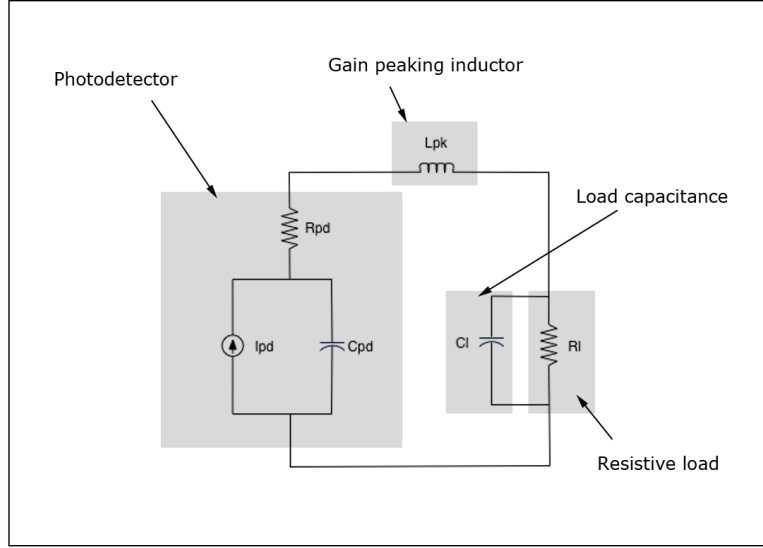 Gain peaking inductor
Photodetector
Lpk
Load capacitance
Rpd
Ipd
Cpd
Cl
Rl
Resistive load